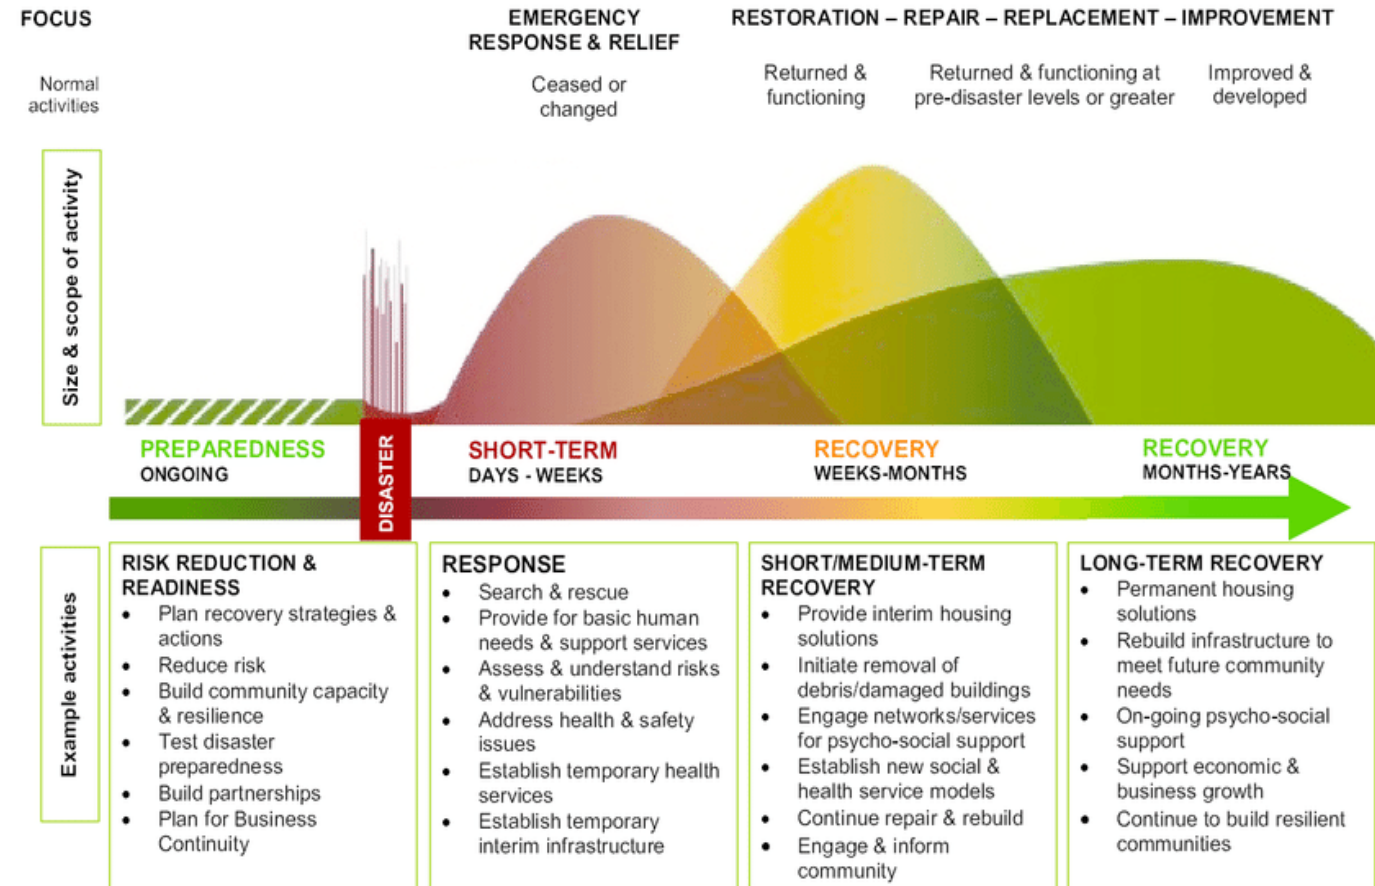 FOCUS
EMERGENCY
RESPONSE & RELIEF
RESTORATION – REPAIR – REPLACEMENT – IMPROVEMENT
Normal
activities
Ceased or
changed
Returned &
functioning
Returned & functioning at
pre-disaster levels or greater
Improved &
developed
Size & scope of activity
PREPAREDNESS
ONGOING
DISASTER
SHORT-TERM
DAYS - WEEKS
RECOVERY
WEEKS-MONTHS
RECOVERY
MONTHS-YEARS
Example activities
RISK REDUCTION &
READINESS
• Plan recovery strategies &
actions
• Reduce risk
• Build community capacity
& resilience
• Test disaster
preparedness
• Build partnerships
• Plan for Business
Continuity
RESPONSE
• Search & rescue
• Provide for basic human
needs & support services
• Assess & understand risks
& vulnerabilities
• Address health & safety
issues
• Establish temporary health
services
• Establish temporary
interim infrastructure
SHORT/MEDIUM-TERM
RECOVERY
• Provide interim housing
solutions
• Initiate removal of
debris/damaged buildings
• Engage networks/services
for psycho-social support
• Establish new social &
health service models
• Continue repair & rebuild
• Engage & inform
community
LONG-TERM RECOVERY
• Permanent housing
solutions
• Rebuild infrastructure to
meet future community
needs
• On-going psycho-social
support
• Support economic &
business growth
• Continue to build resilient
communities